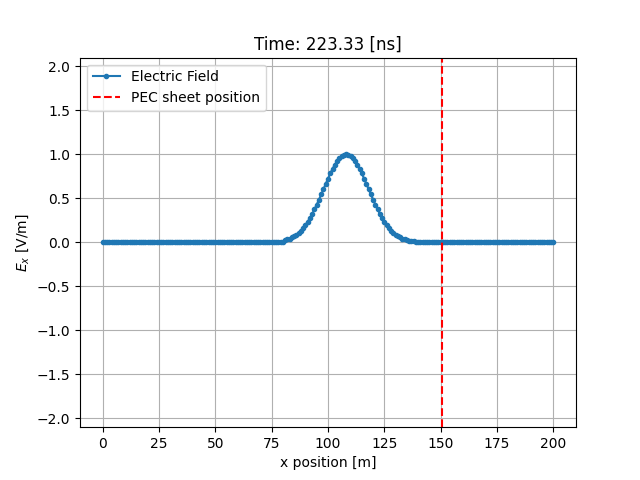 Time: 223.33 [ns]
Electric Field
PEC sheet position
2.0
1.5
1.0
0.5
0.0
−0.5
−1.0
−1.5
−2.0
Ex [V/m]
0 25 50 75 100 125 150 175 200
x position [m]